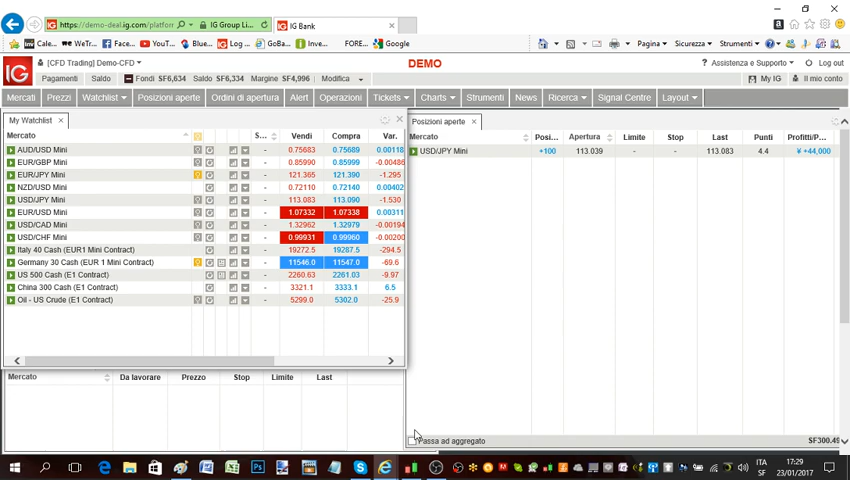 https://demo-deal.ig.com/platfor
IG Group Li...
IG Bank
Cale...
WeTr...
Face...
YouT...
Blue...
Log ...
GoBa...
Inve...
FORE...
Google
Pagina
Sicurezza
Strumenti
IG
[CFD Trading] Demo-CFD
DEMO
? Assistenza e Supporto
Log out
Pagamenti Saldo Fondi SF6,634 Saldo SF6,334 Margine SF4,996 Modifica
My IG Il mio conto
Mercati Prezzi Watchlist Posizioni aperte Ordini di apertura Alert Operazioni Tickets Charts Strumenti News Ricerca Signal Centre Layout
My Watchlist
Mercato S... Vendi Compra Var.
AUD/USD Mini - 0.75683 0.75689 0.00118
EUR/GBP Mini - 0.85990 0.85999 -0.00486
EUR/JPY Mini - 121.365 121.390 -1.295
NZD/USD Mini - 0.72110 0.72140 0.00402
USD/JPY Mini - 113.083 113.090 -1.530
EUR/USD Mini - 1.07332 1.07338 0.00311
USD/CAD Mini - 1.32962 1.32979 -0.00194
USD/CHF Mini - 0.99931 0.99960 -0.00200
Italy 40 Cash (EUR1 Mini Contract) - 19272.5 19287.5 -294.5
Germany 30 Cash (EUR 1 Mini Contract) - 11546.0 11547.0 -69.6
US 500 Cash (E1 Contract) - 2260.63 2261.03 -9.97
China 300 Cash (E1 Contract) - 3321.1 3333.1 6.5
Oil - US Crude (E1 Contract) - 5299.0 5302.0 -25.9
Posizioni aperte
Mercato Posi... Apertura Limite Stop Last Punti Profitti/P...
USD/JPY Mini +100 113.039 - - 113.083 4.4 ¥ +44,000
Mercato Da lavorare Prezzo Stop Limite Last
Passa ad aggregato SF300.49
ITA
SF
17:29
23/01/2017